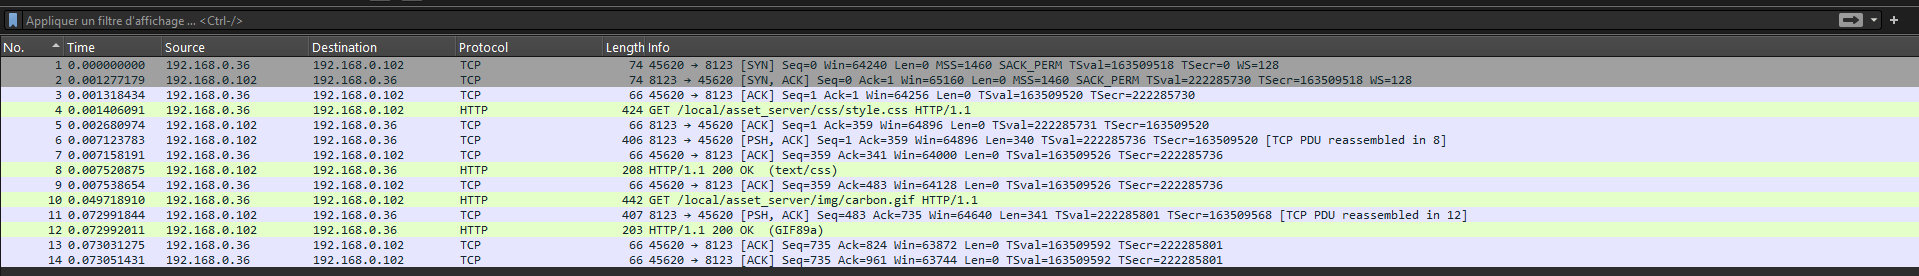 Appliquer un filtre d'affichage ... <Ctrl-/>
No. Time Source Destination Protocol Length Info
1 0.000000000 192.168.0.36 192.168.0.102 TCP 74 45620 → 8123 [SYN] Seq=0 Win=64240 Len=0 MSS=1460 SACK_PERM TSval=163509518 TSecr=0 WS=128
2 0.001277179 192.168.0.102 192.168.0.36 TCP 74 8123 → 45620 [SYN, ACK] Seq=0 Ack=1 Win=65160 Len=0 MSS=1460 SACK_PERM TSval=222285730 TSecr=163509518 WS=128
3 0.001318434 192.168.0.36 192.168.0.102 TCP 66 45620 → 8123 [ACK] Seq=1 Ack=1 Win=64256 Len=0 TSval=163509520 TSecr=222285730
4 0.001406091 192.168.0.36 192.168.0.102 HTTP 424 GET /local/asset_server/css/style.css HTTP/1.1
5 0.002680974 192.168.0.102 192.168.0.36 TCP 66 8123 → 45620 [ACK] Seq=1 Ack=359 Win=64896 Len=0 TSval=222285731 TSecr=163509520
6 0.007123783 192.168.0.102 192.168.0.36 TCP 406 8123 → 45620 [PSH, ACK] Seq=1 Ack=359 Win=64896 Len=340 TSval=222285736 TSecr=163509520 [TCP PDU reassembled in 8]
7 0.007158191 192.168.0.36 192.168.0.102 TCP 66 45620 → 8123 [ACK] Seq=359 Ack=341 Win=64000 Len=0 TSval=163509526 TSecr=222285736
8 0.007520875 192.168.0.102 192.168.0.36 HTTP 208 HTTP/1.1 200 OK  (text/css)
9 0.007538654 192.168.0.36 192.168.0.102 TCP 66 45620 → 8123 [ACK] Seq=359 Ack=483 Win=64128 Len=0 TSval=163509526 TSecr=222285736
10 0.049718910 192.168.0.36 192.168.0.102 HTTP 442 GET /local/asset_server/img/carbon.gif HTTP/1.1
11 0.072991844 192.168.0.102 192.168.0.36 TCP 407 8123 → 45620 [PSH, ACK] Seq=483 Ack=735 Win=64640 Len=341 TSval=222285801 TSecr=163509568 [TCP PDU reassembled in 12]
12 0.072992011 192.168.0.102 192.168.0.36 HTTP 203 HTTP/1.1 200 OK  (GIF89a)
13 0.073031275 192.168.0.36 192.168.0.102 TCP 66 45620 → 8123 [ACK] Seq=735 Ack=824 Win=63872 Len=0 TSval=163509592 TSecr=222285801
14 0.073051431 192.168.0.36 192.168.0.102 TCP 66 45620 → 8123 [ACK] Seq=735 Ack=961 Win=63744 Len=0 TSval=163509592 TSecr=222285801